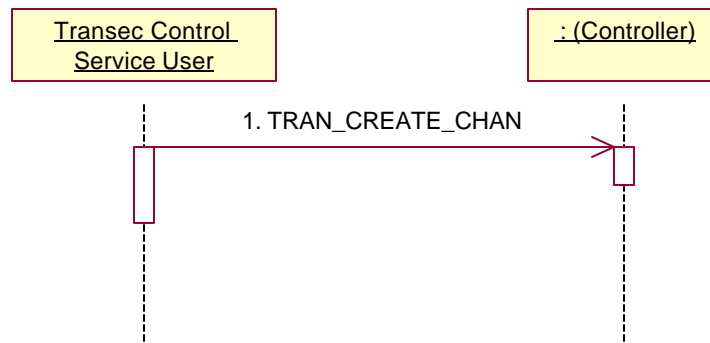 Transec Control
Service User
: (Controller)
1. TRAN_CREATE_CHAN